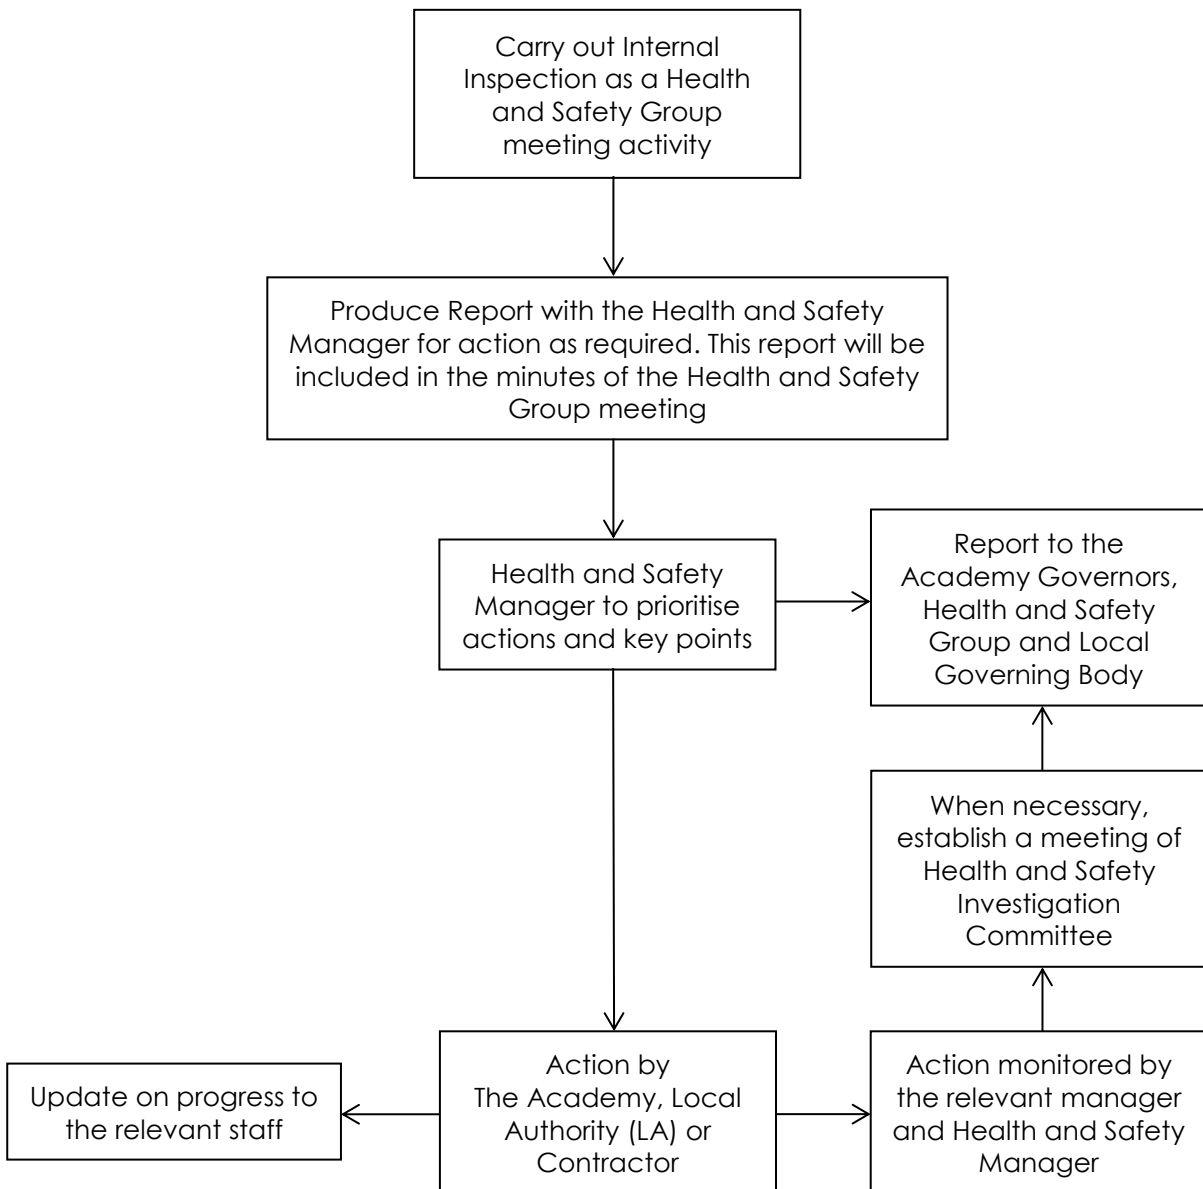 Carry out Internal
Inspection as a Health
and Safety Group
meeting activity
Produce Report with the Health and Safety
Manager for action as required. This report will be
included in the minutes of the Health and Safety
Group meeting
Health and Safety
Manager to prioritise
actions and key points
Report to the
Academy Governors,
Health and Safety
Group and Local
Governing Body
When necessary,
establish a meeting of
Health and Safety
Investigation
Committee
Update on progress to
the relevant staff
Action by
The Academy, Local
Authority (LA) or
Contractor
Action monitored by
the relevant manager
and Health and Safety
Manager